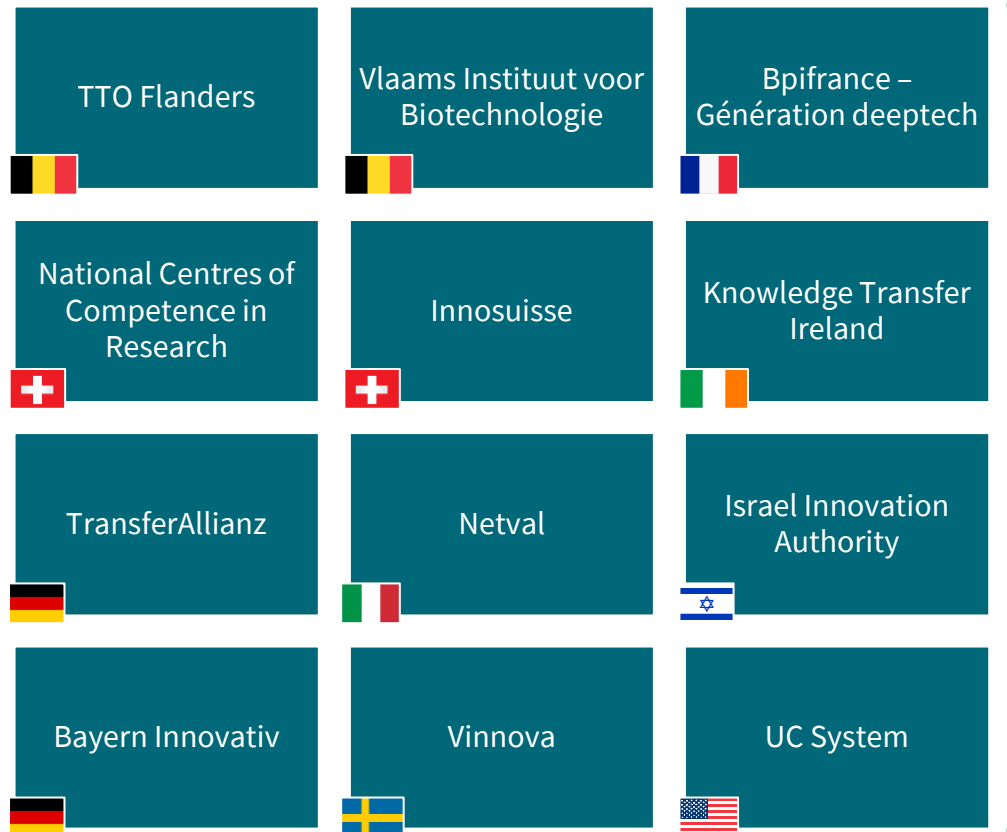 TTO Flanders
Vlaams Instituut voor
Biotechnologie
Bpifrance –
Génération deeptech
National Centres of
Competence in
Research
Innosuisse
Knowledge Transfer
Ireland
TransferAllianz
Netval
Israel Innovation
Authority
Bayern Innovativ
Vinnova
UC System